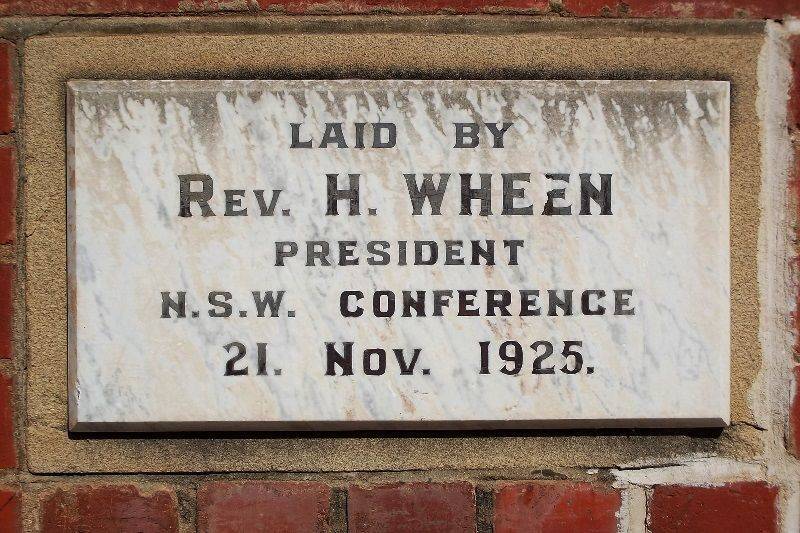 LAID BY
REV. H. WHEEN
PRESIDENT
N.S.W. CONFERENCE
21. NOV. 1925.